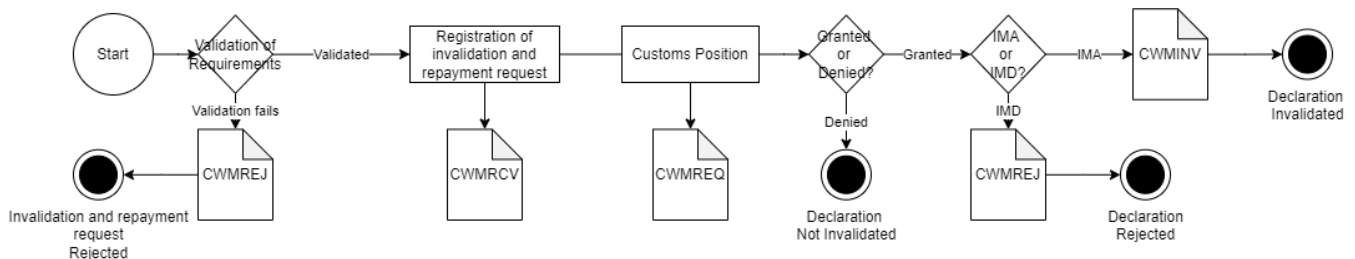 Start
Validation of
Requirements
Validated
Registration of
invalidation and
repayment request
Customs Position
Granted
or
Denied?
Granted
IMA
or
IMD?
IMA
CWMINV
Declaration
Invalidated
Validation fails
Denied
IMD
CWMREJ
CWMRCV
CWMREQ
CWMREJ
Invalidation and repayment
request
Rejected
Declaration
Not Invalidated
Declaration
Rejected